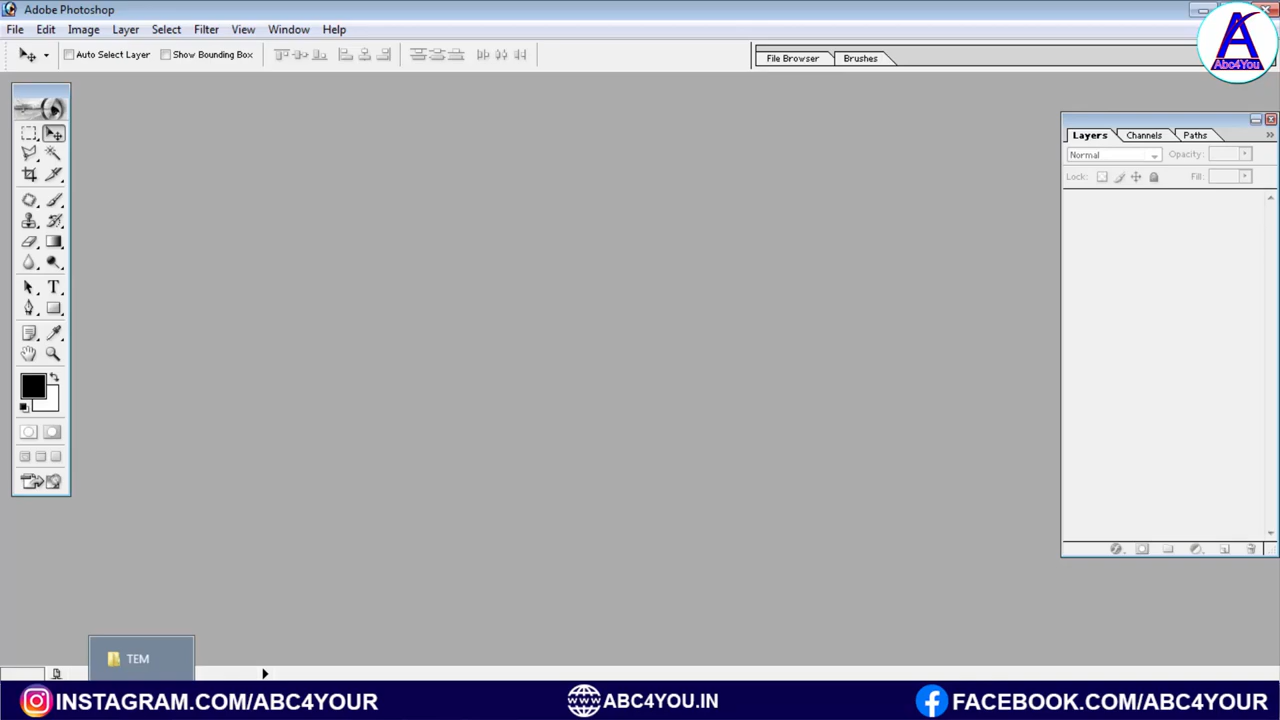 Adobe Photoshop
File Edit Image Layer Select Filter View Window Help
Auto Select Layer Show Bounding Box
File Browser Brushes
A
Abc4You
Layers Channels Paths
Normal Opacity:
Lock: Fill:
T
TEM
INSTAGRAM.COM/ABC4YOUR ABC4YOU.IN FACEBOOK.COM/ABC4YOUR